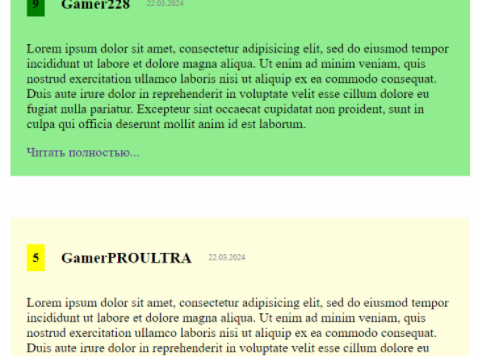 9 Gamer228 22.03.2024
Lorem ipsum dolor sit amet, consectetur adipisicing elit, sed do eiusmod tempor
incididunt ut labore et dolore magna aliqua. Ut enim ad minim veniam, quis
nostrud exercitation ullamco laboris nisi ut aliquip ex ea commodo consequat.
Duis aute irure dolor in reprehenderit in voluptate velit esse cillum dolore eu
fugiat nulla pariatur. Excepteur sint occaecat cupidatat non proident, sunt in
culpa qui officia deserunt mollit anim id est laborum.
Читать полностью...
5 GamerPROULTRA 22.03.2024
Lorem ipsum dolor sit amet, consectetur adipisicing elit, sed do eiusmod tempor
incididunt ut labore et dolore magna aliqua. Ut enim ad minim veniam, quis
nostrud exercitation ullamco laboris nisi ut aliquip ex ea commodo consequat.
Duis aute irure dolor in reprehenderit in voluptate velit esse cillum dolore eu